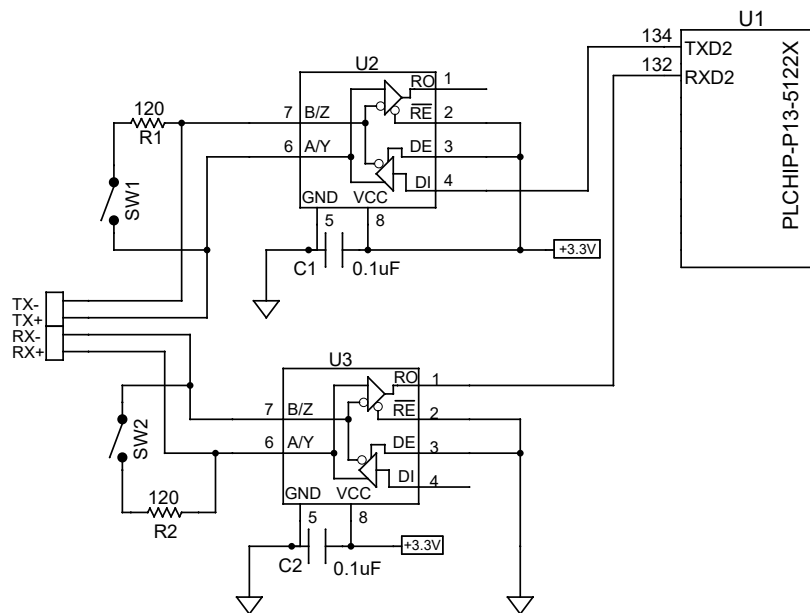 U1
134
TXD2
132
RXD2
PLCHIP-P13-5122X
U2
RO
1
120
R1
7
B/Z
RE
2
6
A/Y
DE
3
DI
4
SW1
GND
VCC
5
8
C1
0.1uF
+3.3V
TX-
TX+
RX-
RX+
U3
RO
1
7
B/Z
RE
2
SW2
6
A/Y
DE
3
DI
4
120
R2
GND
VCC
5
8
C2
0.1uF
+3.3V